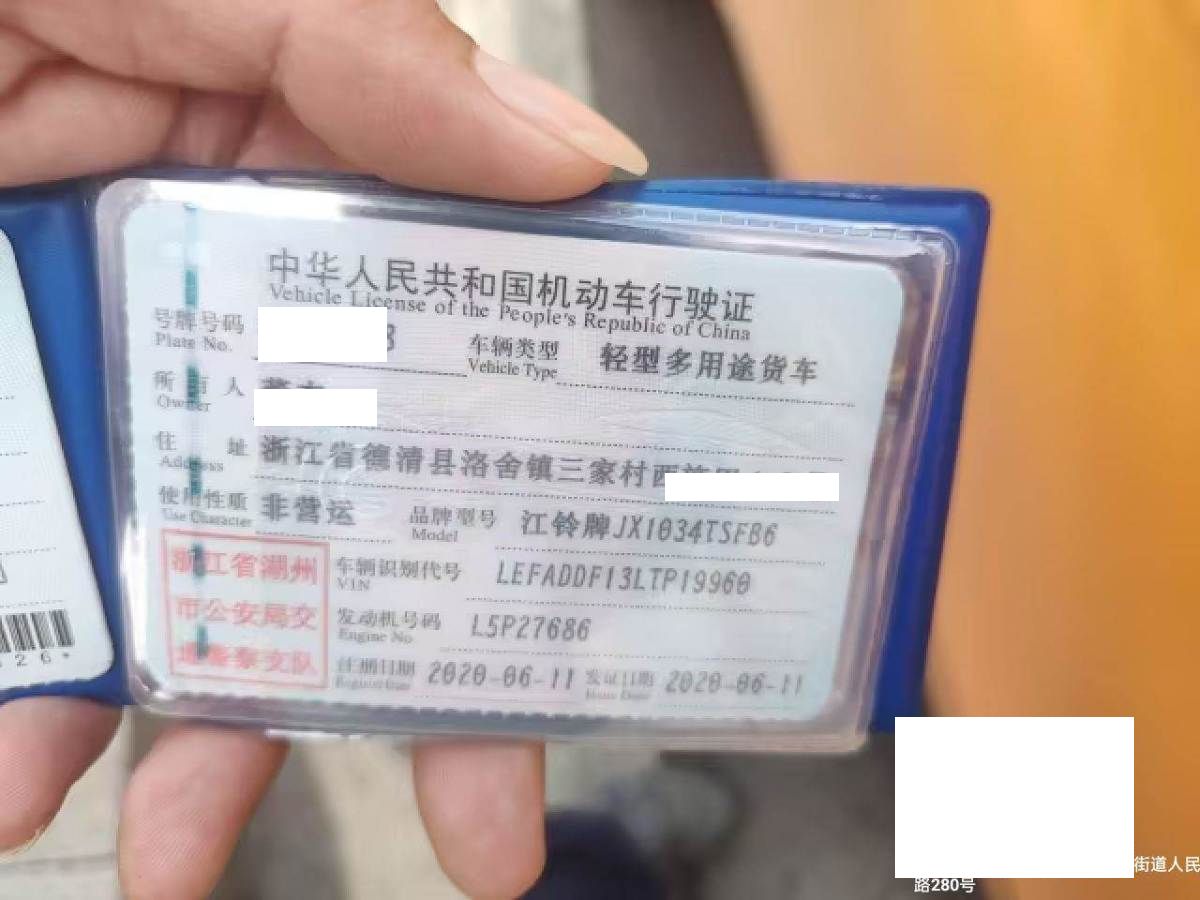 中华人民共和国机动车行驶证
Vehicle License of the People's Republic of China
号牌号码 8 车辆类型 轻型多用途货车
Plate No. Vehicle Type
所有人
Owner
住址 浙江省德清县洛舍镇三家村西
Address
使用性质 非营运 品牌型号 江铃牌JX1034TSFB6
Use Character Model
浙江省湖州 车辆识别代号 LEFADDF13LTP19960
VIN
市公安局交 发动机号码 L5P27686
Engine No.
通警察支队 注册日期 2020-06-11 发证日期 2020-06-11
Register Date Issue Date
26*
街道人民
路280号